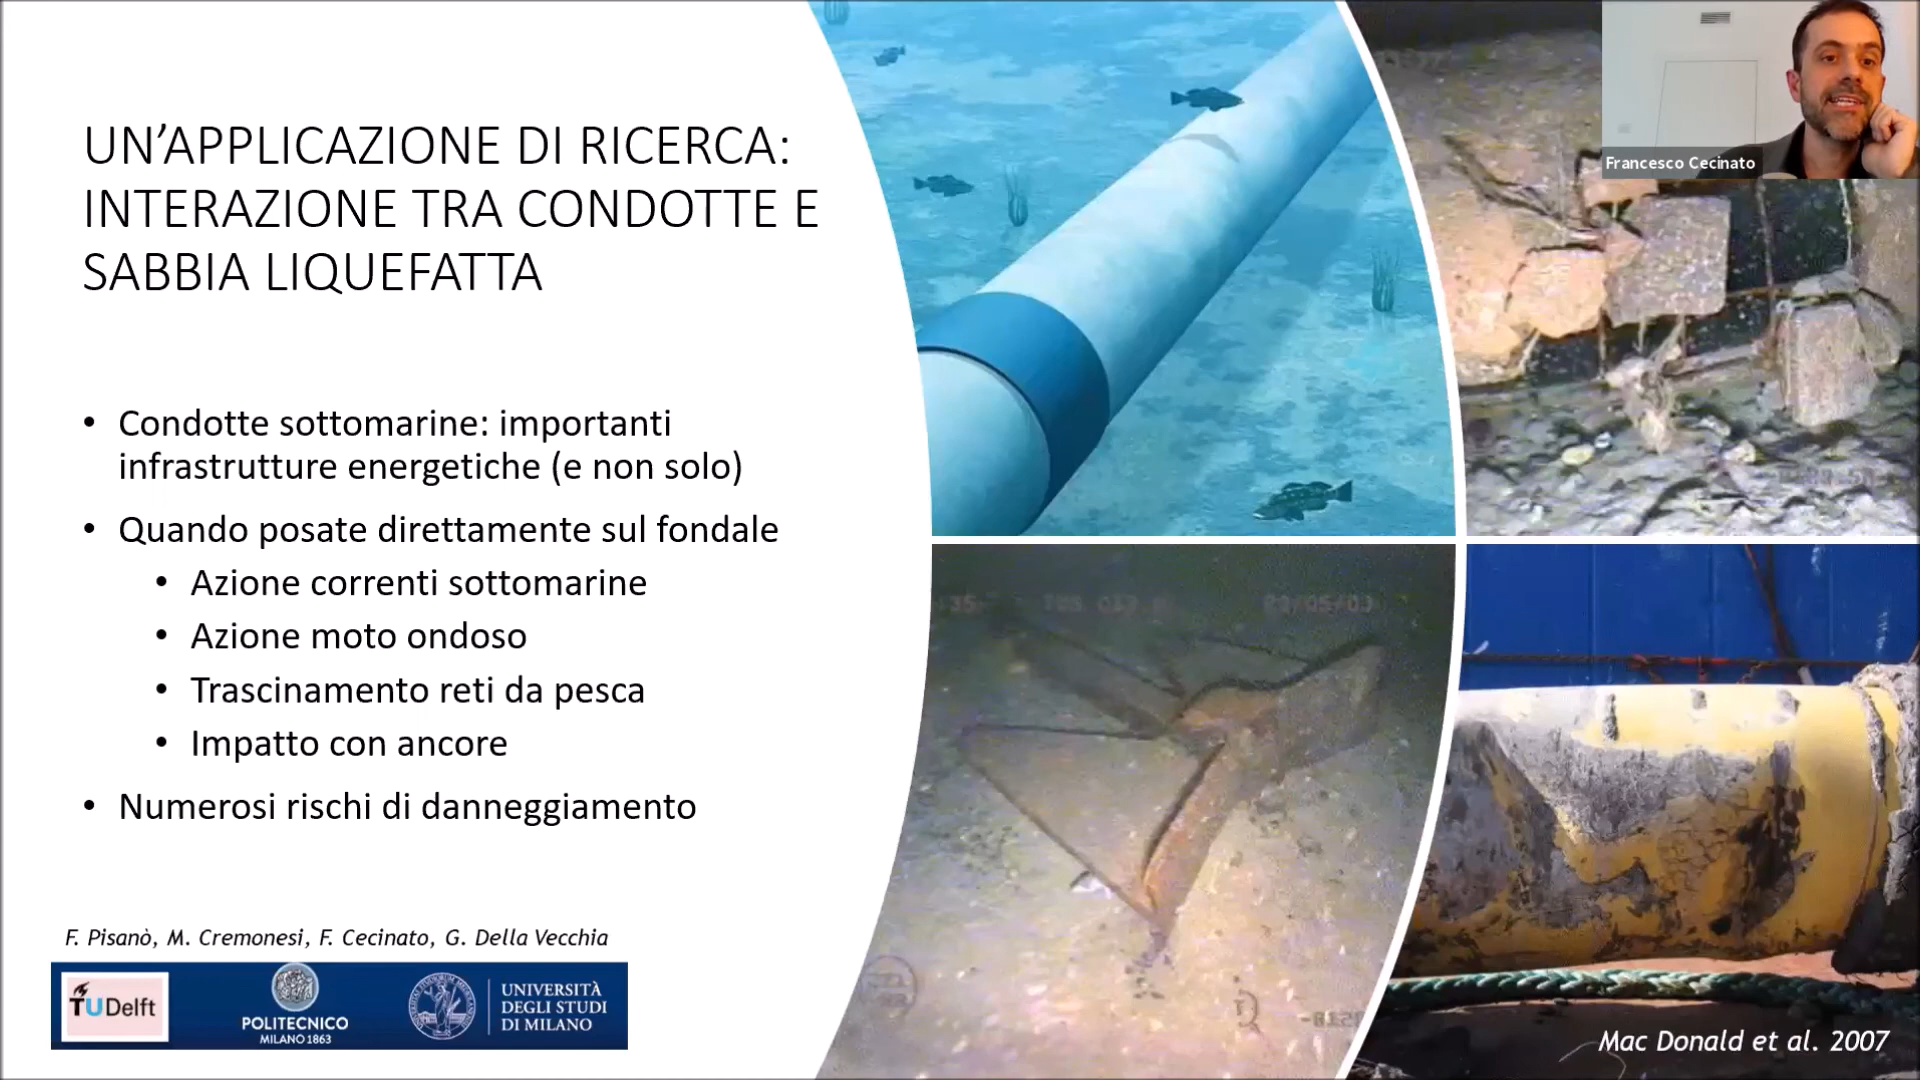 UN’APPLICAZIONE DI RICERCA:
INTERAZIONE TRA CONDOTTE E
SABBIA LIQUEFATTA
• Condotte sottomarine: importanti
infrastrutture energetiche (e non solo)
• Quando posate direttamente sul fondale
• Azione correnti sottomarine
• Azione moto ondoso
• Trascinamento reti da pesca
• Impatto con ancore
• Numerosi rischi di danneggiamento
F. Pisanò, M. Cremonesi, F. Cecinato, G. Della Vecchia
TUDelft
POLITECNICO
MILANO 1863
UNIVERSITÀ
DEGLI STUDI
DI MILANO
Francesco Cecinato
Mac Donald et al. 2007